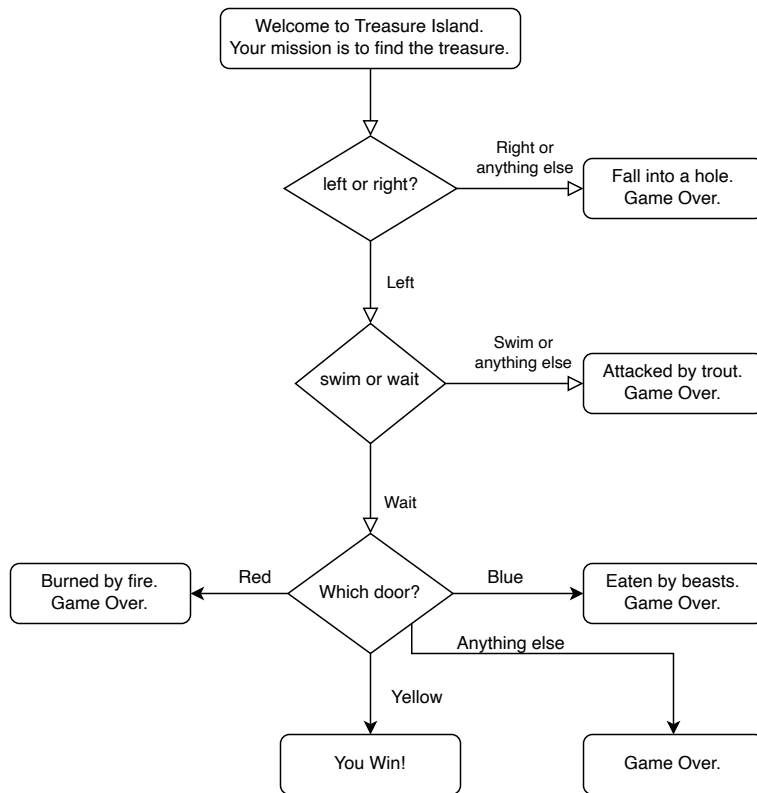 Welcome to Treasure Island.
Your mission is to find the treasure.
left or right?
Right or
anything else
Fall into a hole.
Game Over.
Left
swim or wait
Swim or
anything else
Attacked by trout.
Game Over.
Wait
Burned by fire.
Game Over.
Red
Which door?
Blue
Eaten by beasts.
Game Over.
Anything else
Yellow
You Win!
Game Over.